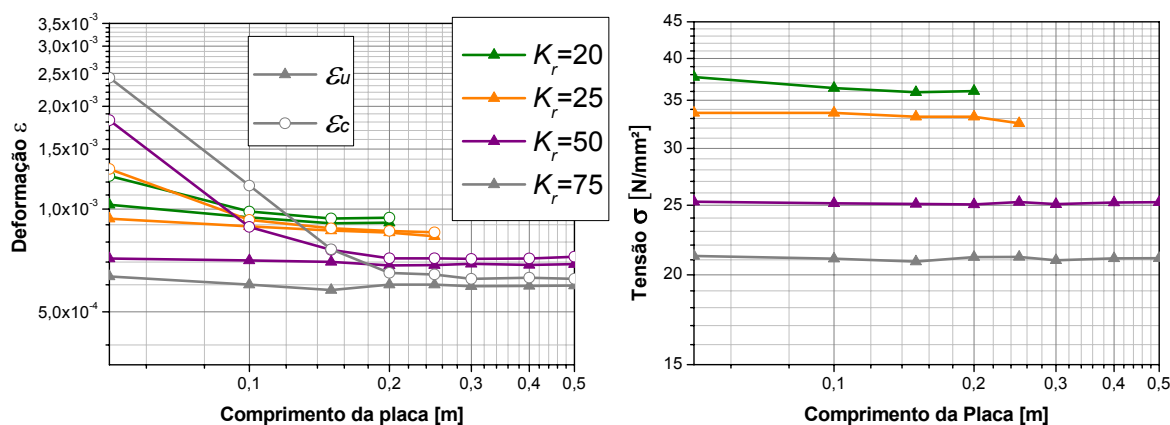 3,5x10⁻³
3,0x10⁻³
2,5x10⁻³
2,0x10⁻³
1,5x10⁻³
1,0x10⁻³
5,0x10⁻⁴
Deformação ε
0,1 0,2 0,3 0,4 0,5
Comprimento da placa [m]
εu
εc
Kr=20
Kr=25
Kr=50
Kr=75
45
40
35
30
25
20
15
Tensão σ [N/mm²]
0,1 0,2 0,3 0,4 0,5
Comprimento da Placa [m]